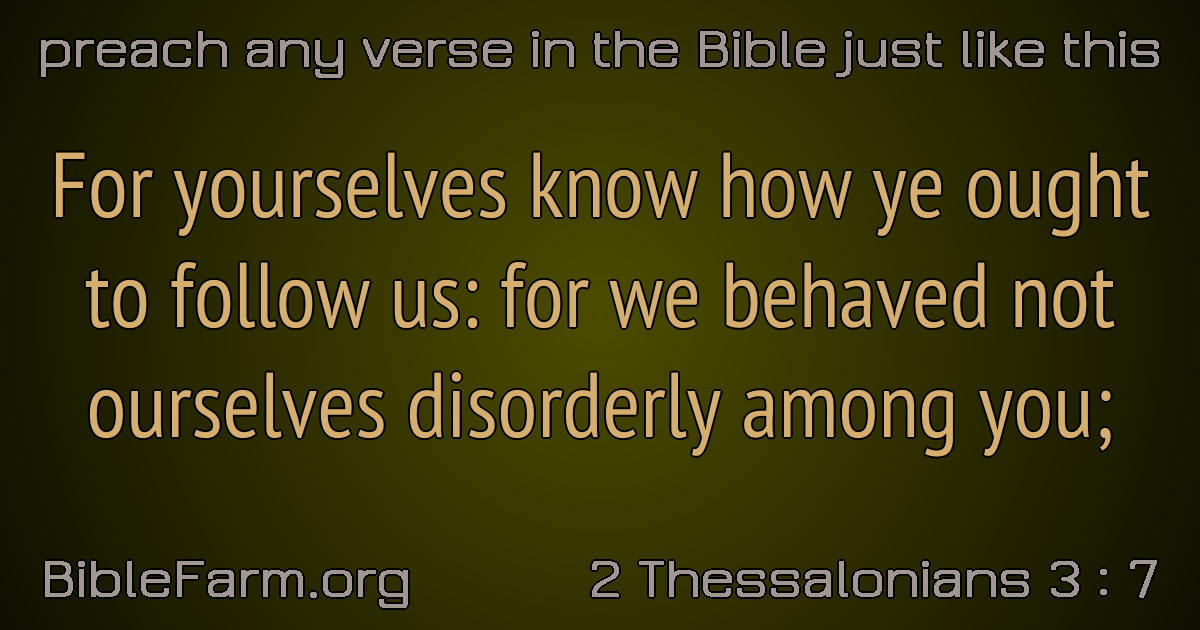 preach any verse in the Bible just like this
For yourselves know how ye ought
to follow us: for we behaved not
ourselves disorderly among you;
BibleFarm.org
2 Thessalonians 3 : 7